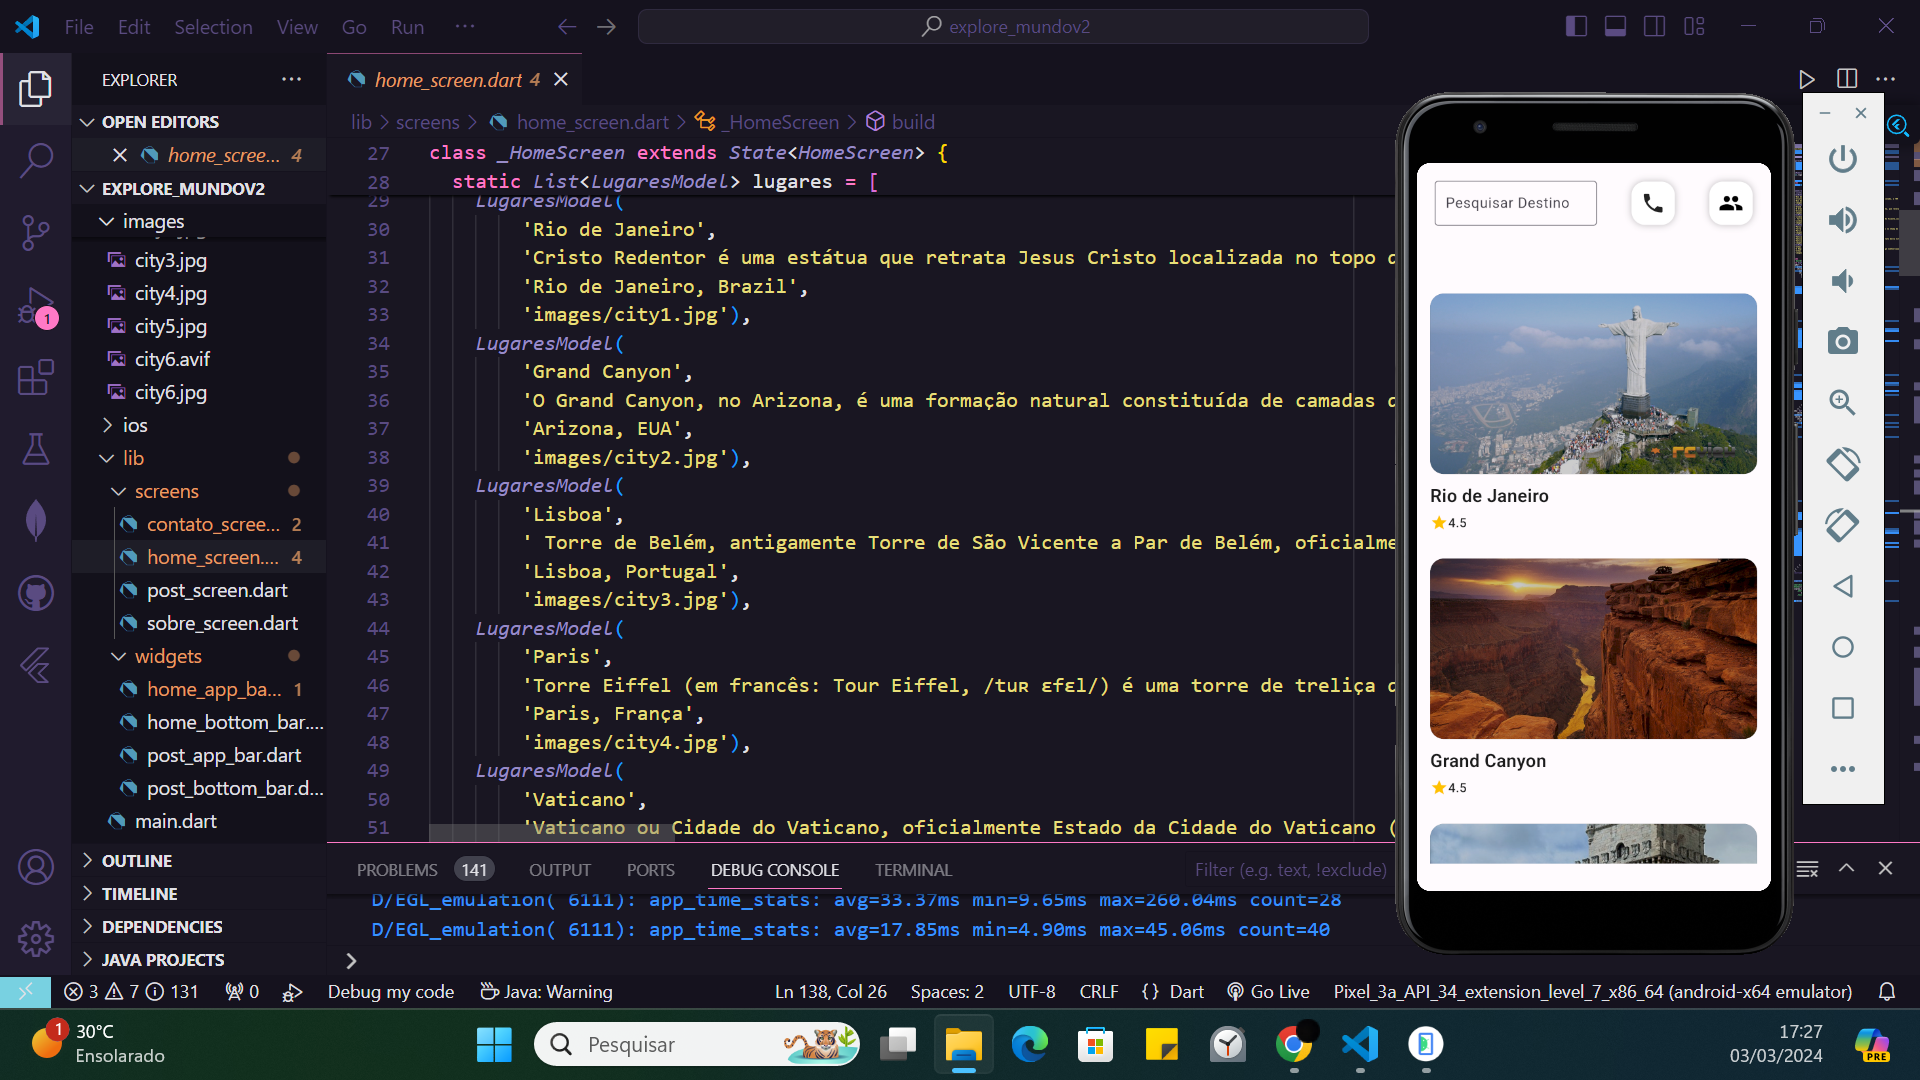 File Edit Selection View Go Run ···
explore_mundov2
EXPLORER
OPEN EDITORS
home_scree... 4
EXPLORE_MUNDOV2
images
city3.jpg
city4.jpg
city5.jpg
city6.avif
city6.jpg
ios
lib
screens
contato_scree... 2
home_screen.... 4
post_screen.dart
sobre_screen.dart
widgets
home_app_ba... 1
home_bottom_bar....
post_app_bar.dart
post_bottom_bar.d...
main.dart
OUTLINE
TIMELINE
DEPENDENCIES
JAVA PROJECTS
1
home_screen.dart 4
lib > screens > home_screen.dart > _HomeScreen > build
27 class _HomeScreen extends State<HomeScreen> {
28 static List<LugaresModel> lugares = [
29 LugaresModel(
30 'Rio de Janeiro',
31 'Cristo Redentor é uma estátua que retrata Jesus Cristo localizada no topo
32 'Rio de Janeiro, Brazil',
33 'images/city1.jpg'),
34 LugaresModel(
35 'Grand Canyon',
36 'O Grand Canyon, no Arizona, é uma formação natural constituída de camadas
37 'Arizona, EUA',
38 'images/city2.jpg'),
39 LugaresModel(
40 'Lisboa',
41 ' Torre de Belém, antigamente Torre de São Vicente a Par de Belém, oficialme
42 'Lisboa, Portugal',
43 'images/city3.jpg'),
44 LugaresModel(
45 'Paris',
46 'Torre Eiffel (em francês: Tour Eiffel, /tuʀ ɛfɛl/) é uma torre de treliça
47 'Paris, França',
48 'images/city4.jpg'),
49 LugaresModel(
50 'Vaticano',
51 'Vaticano ou Cidade do Vaticano, oficialmente Estado da Cidade do Vaticano (
Pesquisar Destino
Rio de Janeiro
4.5
Grand Canyon
4.5
PROBLEMS 141 OUTPUT PORTS DEBUG CONSOLE TERMINAL Filter (e.g. text, !exclude)
D/EGL_emulation( 6111): app_time_stats: avg=33.37ms min=9.65ms max=260.04ms count=28
D/EGL_emulation( 6111): app_time_stats: avg=17.85ms min=4.90ms max=45.06ms count=40
3 7 131 0 Debug my code Java: Warning Ln 138, Col 26 Spaces: 2 UTF-8 CRLF {} Dart Go Live Pixel_3a_API_34_extension_level_7_x86_64 (android-x64 emulator)
1
30°C
Ensolarado
Pesquisar
17:27
03/03/2024
PRE